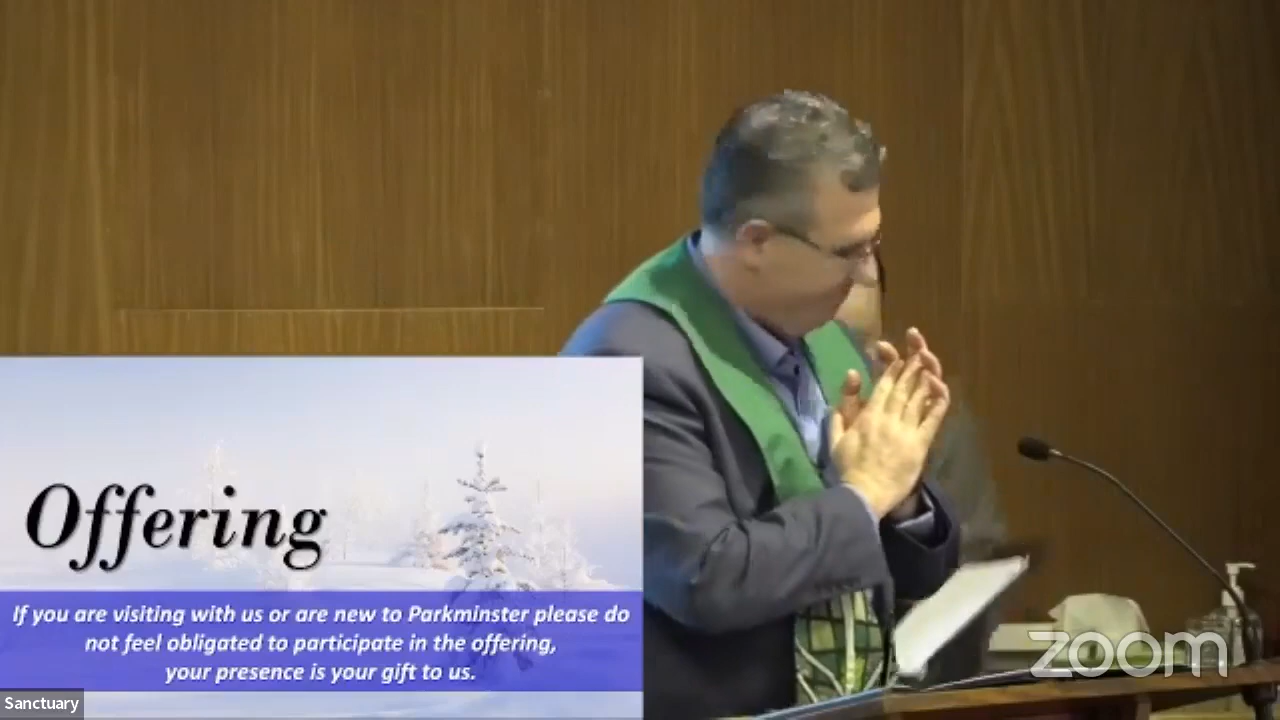 Offering
If you are visiting with us or are new to Parkminster please do
not feel obligated to participate in the offering,
your presence is your gift to us.
zoom
Sanctuary